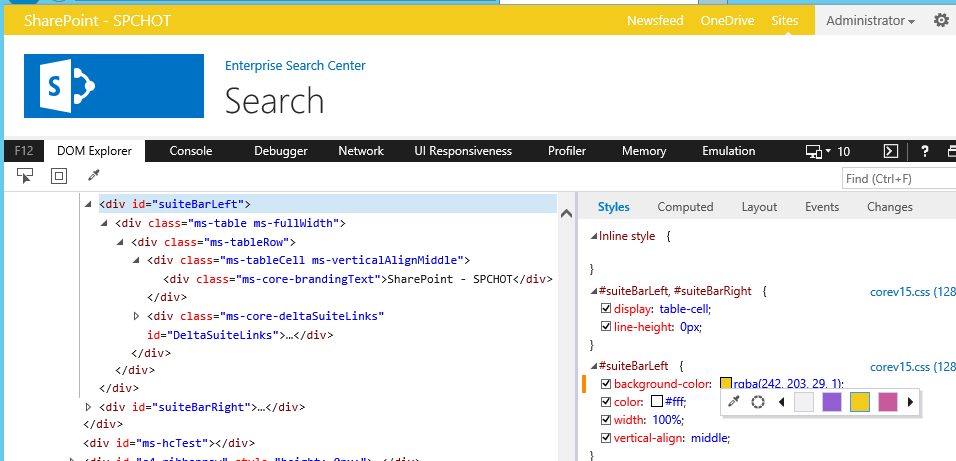 SharePoint - SPCHOT Newsfeed OneDrive Sites Administrator
S Enterprise Search Center
Search
F12 DOM Explorer Console Debugger Network UI Responsiveness Profiler Memory Emulation 10 ?
Find (Ctrl+F)
<div id="suiteBarLeft">
<div class="ms-table ms-fullWidth">
<div class="ms-tableRow">
<div class="ms-tableCell ms-verticalAlignMiddle">
<div class="ms-core-brandingText">SharePoint - SPCHOT</div>
</div>
<div class="ms-core-deltaSuiteLinks"
id="DeltaSuiteLinks">…</div>
</div>
</div>
</div>
<div id="suiteBarRight">…</div>
</div>
<div id="ms-hcTest"></div>
Styles Computed Layout Events Changes
Inline style {
}
#suiteBarLeft, #suiteBarRight { corev15.css (128
display: table-cell;
line-height: 0px;
}
#suiteBarLeft { corev15.css (128
background-color: rgba(242, 203, 29, 1);
color: #fff;
width: 100%;
vertical-align: middle;
}